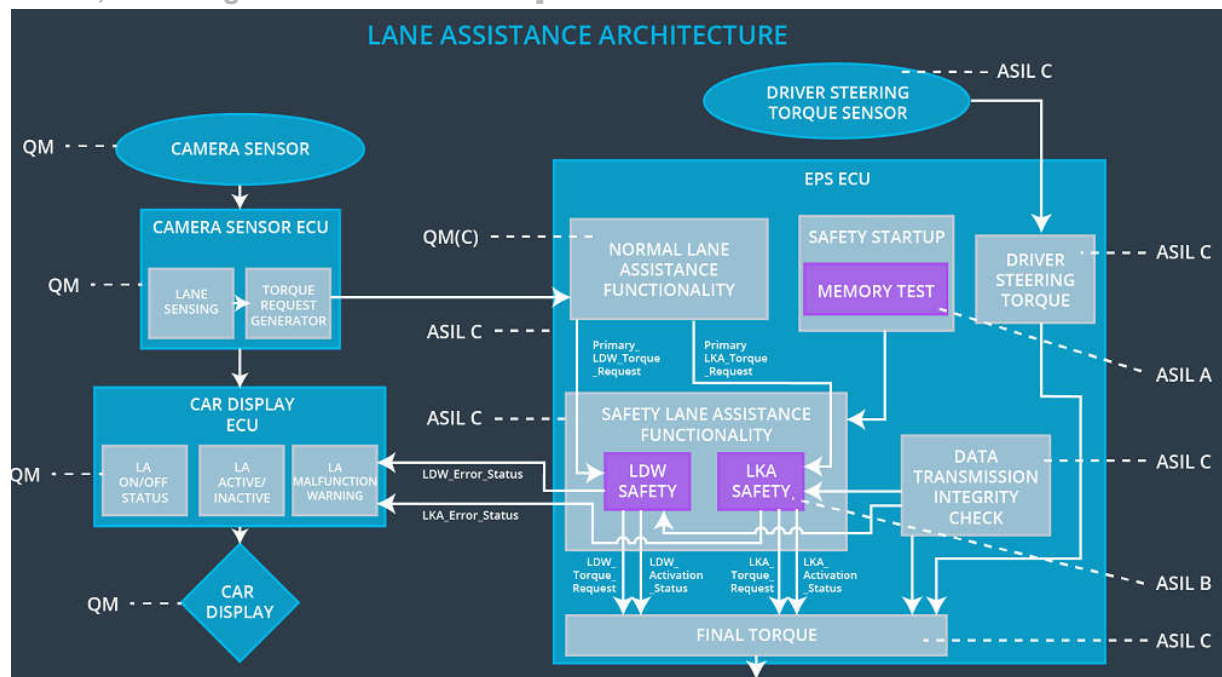 LANE ASSISTANCE ARCHITECTURE
ASIL C
DRIVER STEERING
TORQUE SENSOR
QM
CAMERA SENSOR
EPS ECU
CAMERA SENSOR ECU
QM(C)
NORMAL LANE
ASSISTANCE
FUNCTIONALITY
SAFETY STARTUP
MEMORY TEST
DRIVER
STEERING
TORQUE
ASIL C
QM
LANE
SENSING
TORQUE
REQUEST
GENERATOR
ASIL C
Primary_
LDW_Torque
_Request
Primary
LKA_Torque
_Request
ASIL A
CAR DISPLAY
ECU
ASIL C
SAFETY LANE ASSISTANCE
FUNCTIONALITY
QM
LA
ON/OFF
STATUS
LA
ACTIVE/
INACTIVE
LA
MALFUNCTION
WARNING
LDW_Error_Status
LKA_Error_Status
LDW
SAFETY
LKA
SAFETY
DATA
TRANSMISSION
INTEGRITY
CHECK
ASIL C
LDW_
Torque_
Request
LDW_
Activation
_Status
LKA_
Torque_
Request
LKA_
Activation
_Status
ASIL B
QM
CAR
DISPLAY
FINAL TORQUE
ASIL C